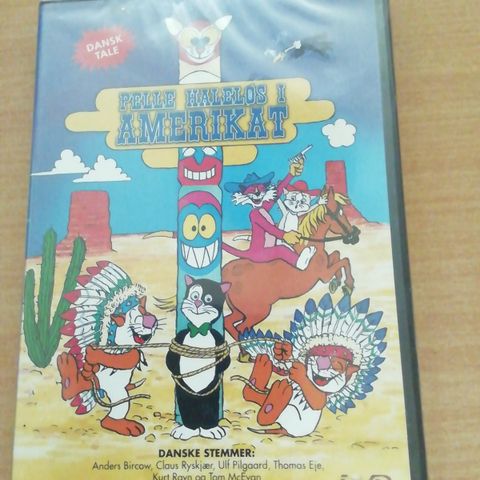 DANSK
TALE
PELLE HALELØS I
AMERIKAT
DANSKE STEMMER:
Anders Bircow, Claus Ryskjær, Ulf Pilgaard, Thomas Eje,
Kurt Ravn og Tom McEvan